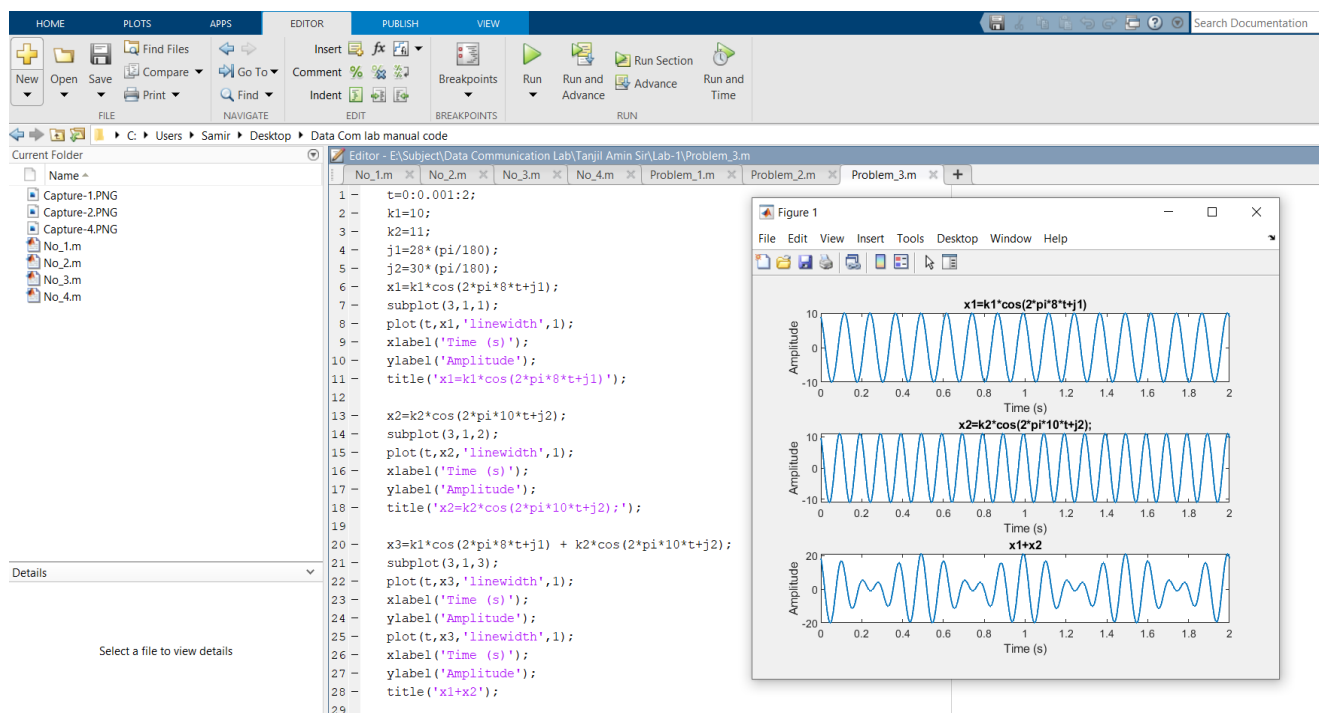 HOME PLOTS APPS EDITOR PUBLISH VIEW Search Documentation
New Open Save Find Files Compare Print Go To Find Insert fx Comment % Indent Breakpoints Run Run and Advance Run Section Advance Run and Time
FILE NAVIGATE EDIT BREAKPOINTS RUN
C: Users Samir Desktop Data Com lab manual code
Current Folder
Name
Capture-1.PNG
Capture-2.PNG
Capture-4.PNG
No_1.m
No_2.m
No_3.m
No_4.m
Details
Select a file to view details
Editor - E:\Subject\Data Communication Lab\Tanjil Amin Sir\Lab-1\Problem_3.m
No_1.m No_2.m No_3.m No_4.m Problem_1.m Problem_2.m Problem_3.m +
1 – t=0:0.001:2;
2 – k1=10;
3 – k2=11;
4 – j1=28*(pi/180);
5 – j2=30*(pi/180);
6 – x1=k1*cos(2*pi*8*t+j1);
7 – subplot(3,1,1);
8 – plot(t,x1,'linewidth',1);
9 – xlabel('Time (s)');
10 – ylabel('Amplitude');
11 – title('x1=k1*cos(2*pi*8*t+j1)');
12
13 – x2=k2*cos(2*pi*10*t+j2);
14 – subplot(3,1,2);
15 – plot(t,x2,'linewidth',1);
16 – xlabel('Time (s)');
17 – ylabel('Amplitude');
18 – title('x2=k2*cos(2*pi*10*t+j2);');
19
20 – x3=k1*cos(2*pi*8*t+j1) + k2*cos(2*pi*10*t+j2);
21 – subplot(3,1,3);
22 – plot(t,x3,'linewidth',1);
23 – xlabel('Time (s)');
24 – ylabel('Amplitude');
25 – plot(t,x3,'linewidth',1);
26 – xlabel('Time (s)');
27 – ylabel('Amplitude');
28 – title('x1+x2');
29
Figure 1
File Edit View Insert Tools Desktop Window Help
x1=k1*cos(2*pi*8*t+j1)
Amplitude
10
0
-10
0 0.2 0.4 0.6 0.8 1 1.2 1.4 1.6 1.8 2
Time (s)
x2=k2*cos(2*pi*10*t+j2);
Amplitude
10
0
-10
0 0.2 0.4 0.6 0.8 1 1.2 1.4 1.6 1.8 2
Time (s)
x1+x2
Amplitude
20
0
-20
0 0.2 0.4 0.6 0.8 1 1.2 1.4 1.6 1.8 2
Time (s)